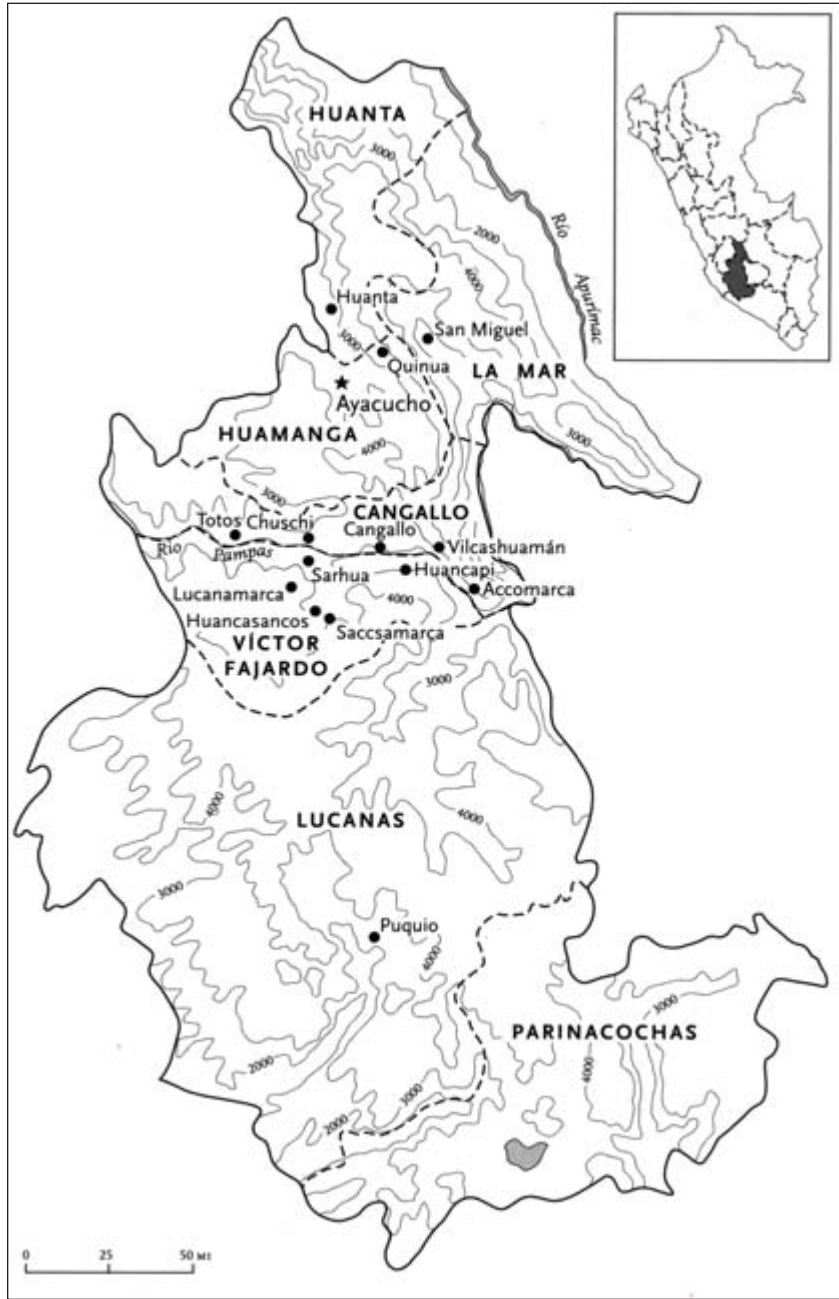 HUANTA
3000
2000
Río Apurímac
4000
Huanta
San Miguel
3000
Quinua
LA MAR
Ayacucho
HUAMANGA
3000
4000
3000
CANGALLO
Totos
Chuschi
Cangallo
Vilcashuamán
Río Pampas
Sarhua
Huancapi
Lucanamarca
4000
Accomarca
Huancasancos
Saccsamarca
VÍCTOR
FAJARDO
3000
4000
LUCANAS
4000
3000
Puquio
4000
3000
PARINACOCHAS
2000
4000
3000
2000
0 25 50 MI